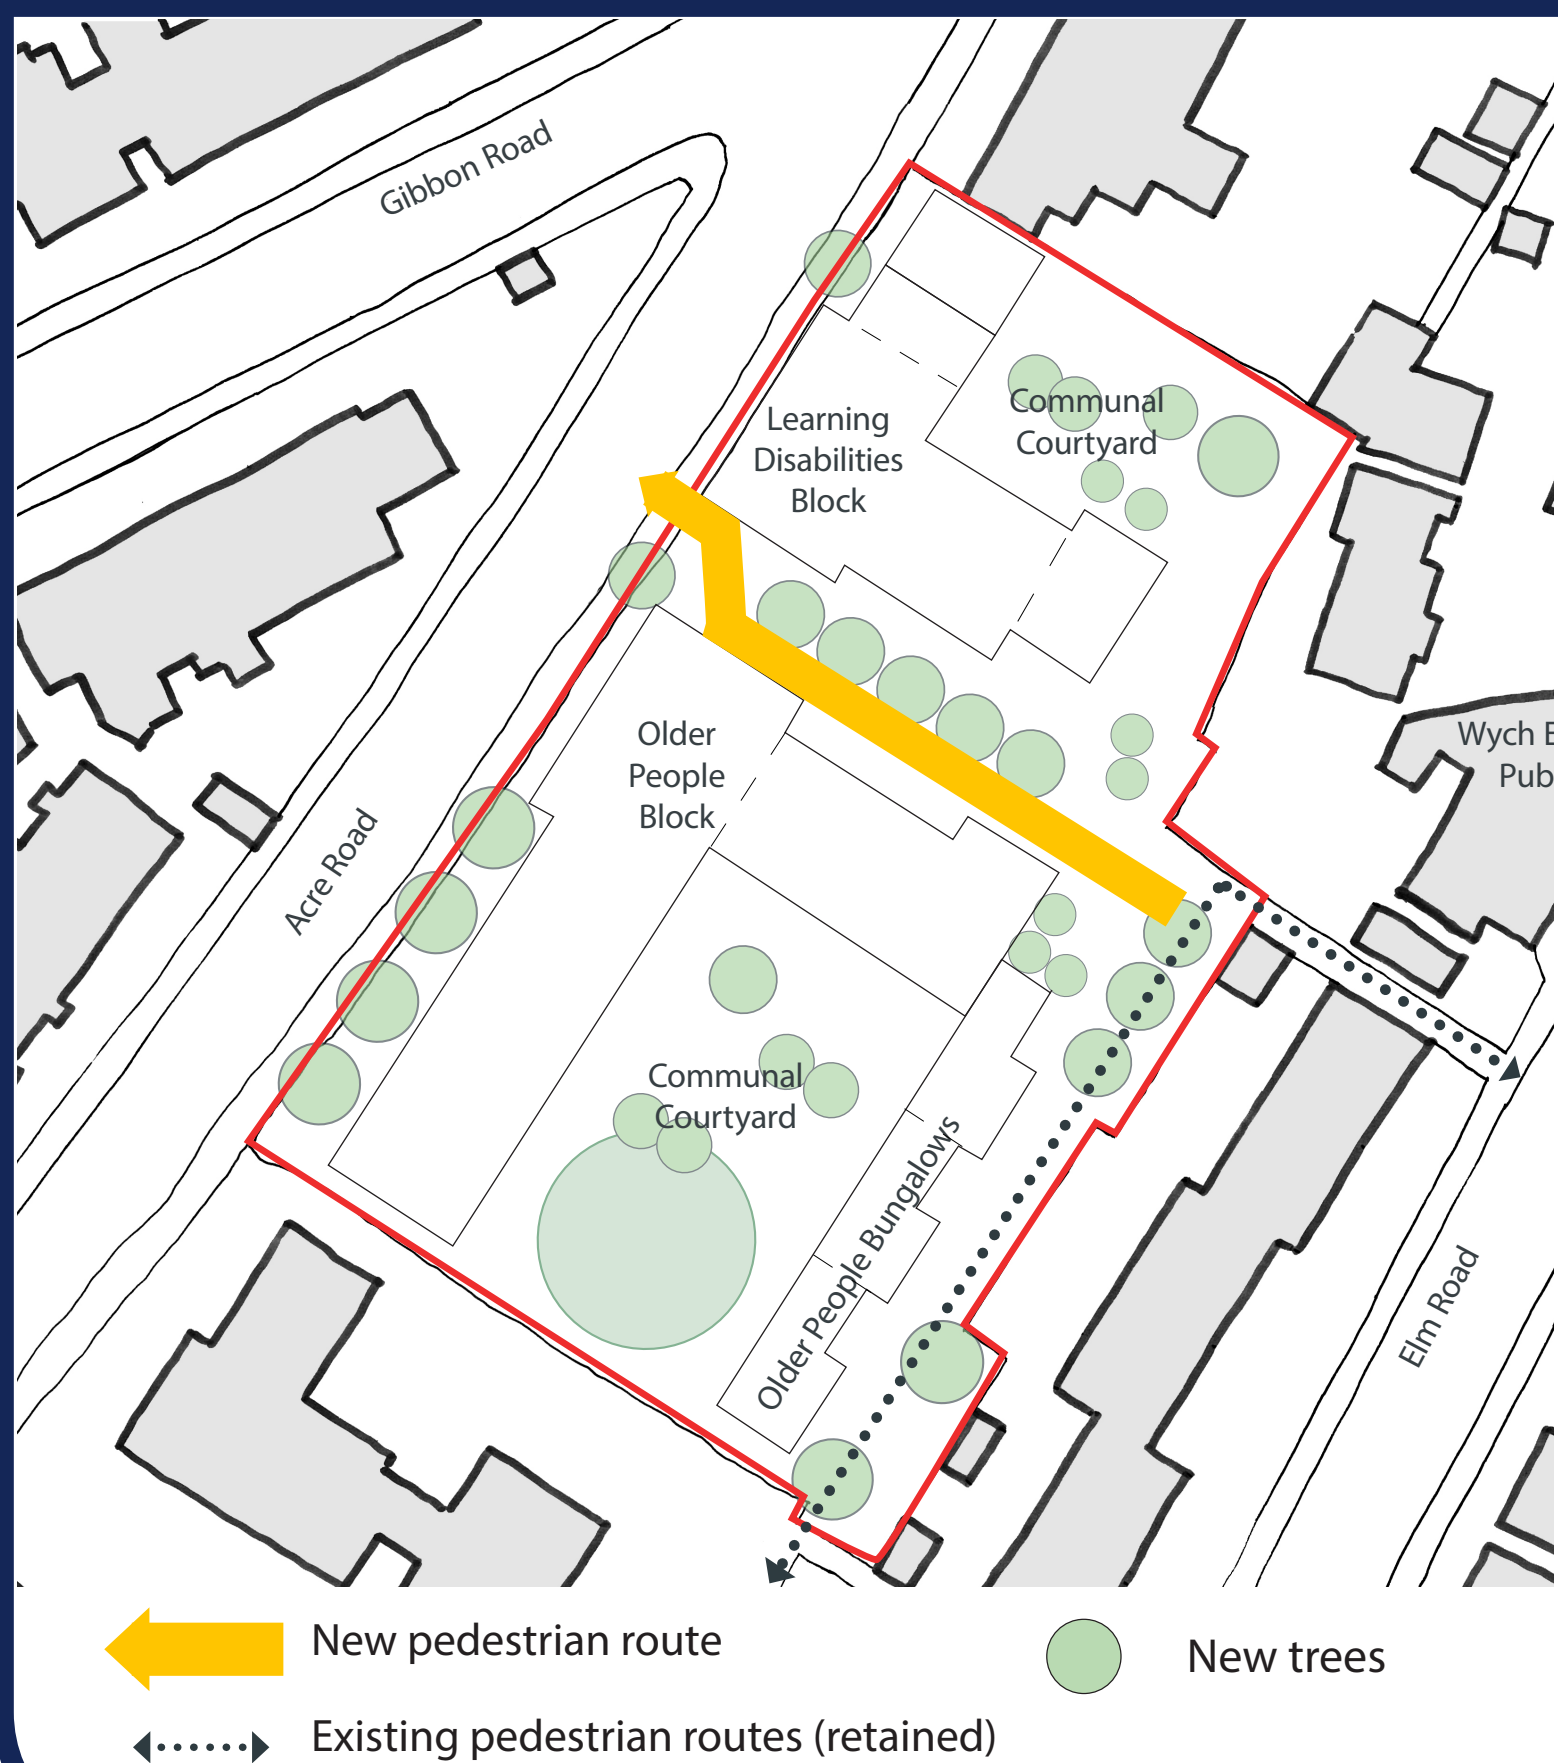 Gibbon Road
Learning
Disabilities
Block
Communal
Courtyard
Older
People
Block
Wych E
Pub
Acre Road
Communal
Courtyard
Older People Bungalows
Elm Road
New pedestrian route
New trees
Existing pedestrian routes (retained)